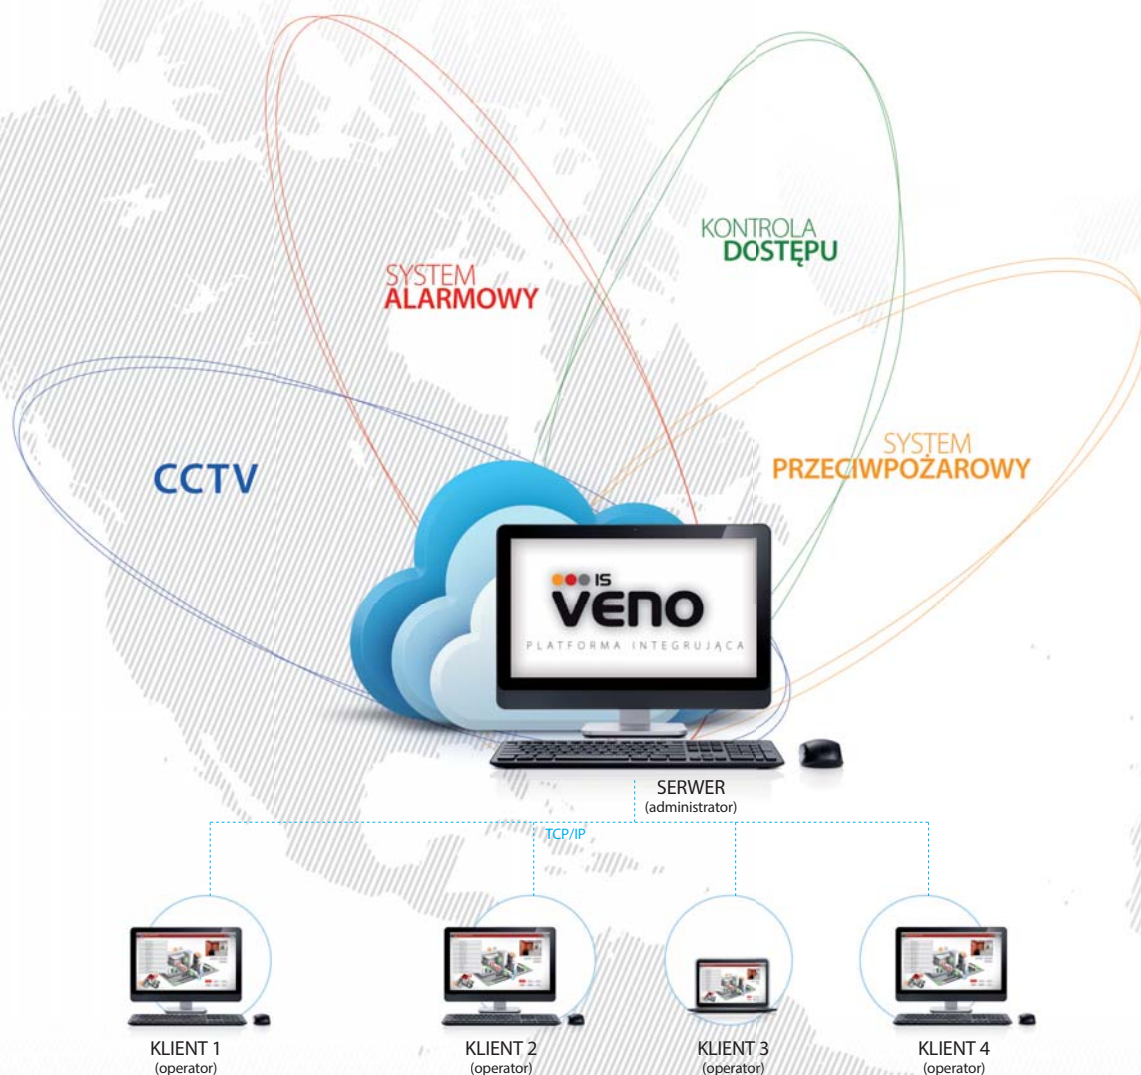 KONTROLA
DOSTĘPU
SYSTEM
ALARMOWY
SYSTEM
PRZECIWPOŻAROWY
CCTV
IS
VENO
PLATFORMA INTEGRUJĄCA
SERWER
(administrator)
TCP/IP
KLIENT 1
(operator)
KLIENT 2
(operator)
KLIENT 3
(operator)
KLIENT 4
(operator)